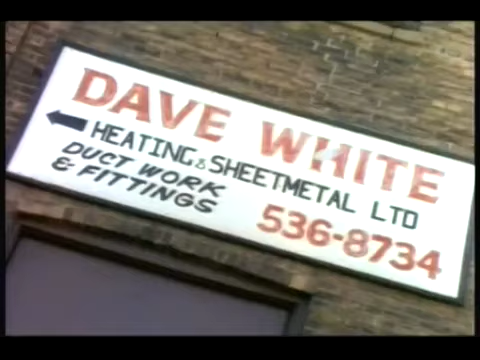 DAVE WHITE
HEATING & SHEETMETAL LTD
DUCT WORK
& FITTINGS
536-8734